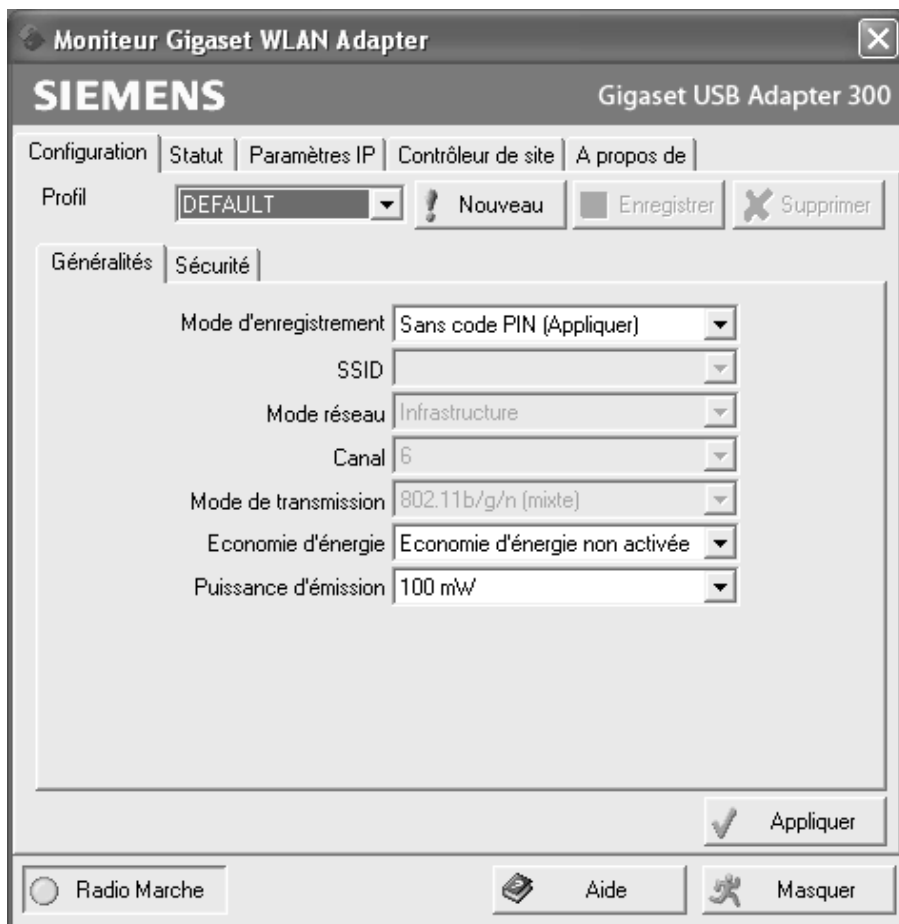 Moniteur Gigaset WLAN Adapter
SIEMENS
Gigaset USB Adapter 300
Configuration Statut Paramètres IP Contrôleur de site A propos de
Profil DEFAULT Nouveau Enregistrer Supprimer
Généralités Sécurité
Mode d'enregistrement Sans code PIN (Appliquer)
SSID
Mode réseau Infrastructure
Canal 6
Mode de transmission 802.11b/g/n (mixte)
Economie d'énergie Economie d'énergie non activée
Puissance d'émission 100 mW
Appliquer
Radio Marche Aide Masquer